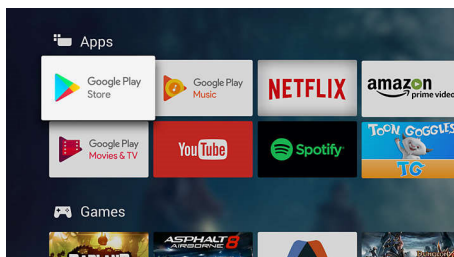 Apps
Google Play
Store
Google Play
Music
NETFLIX
amazon
prime video
Google Play
Movies & TV
YouTube
Spotify
TOON GOGGLES
TG
Games
BADLAND
ASPHALT 8
AIRBORNE